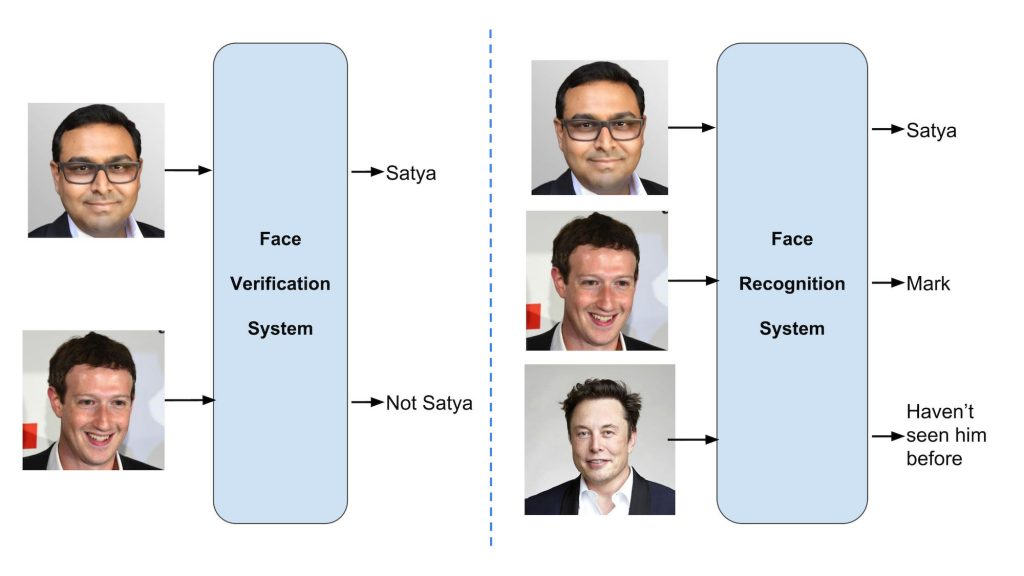 Face
Verification
System
Satya
Not Satya
Face
Recognition
System
Satya
Mark
Haven’t
seen him
before